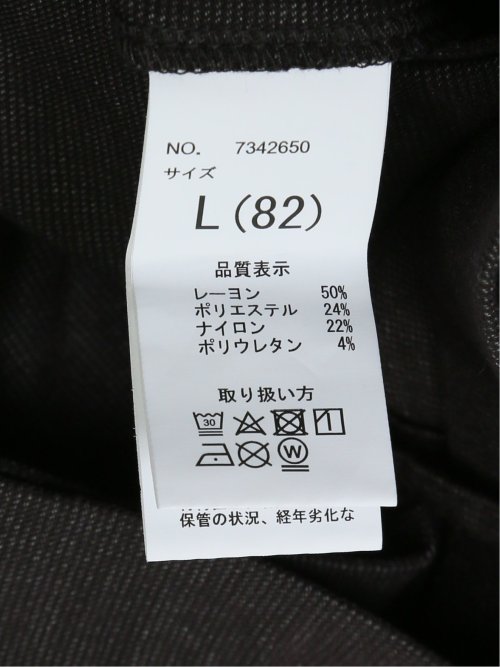 NO. 7342650
サイズ
L(82)
品質表示
レーヨン 50%
ポリエステル 24%
ナイロン 22%
ポリウレタン 4%
取り扱い方
30
W
保管の状況、経年劣化な